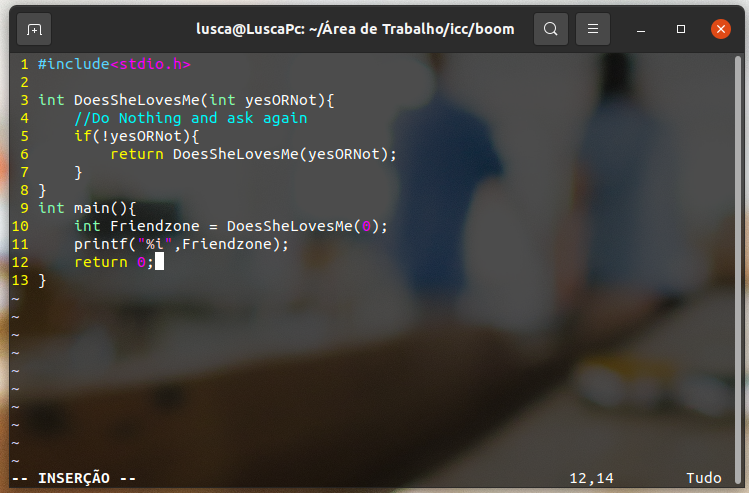 lusca@LuscaPc: ~/Área de Trabalho/icc/boom
1 #include<stdio.h>
2
3 int DoesSheLovesMe(int yesORNot){
4     //Do Nothing and ask again
5     if(!yesORNot){
6         return DoesSheLovesMe(yesORNot);
7     }
8 }
9 int main(){
10     int Friendzone = DoesSheLovesMe(0);
11     printf("%i",Friendzone);
12     return 0;
13 }
~
~
~
~
~
~
~
~
~
~
-- INSERÇÃO -- 12,14 Tudo